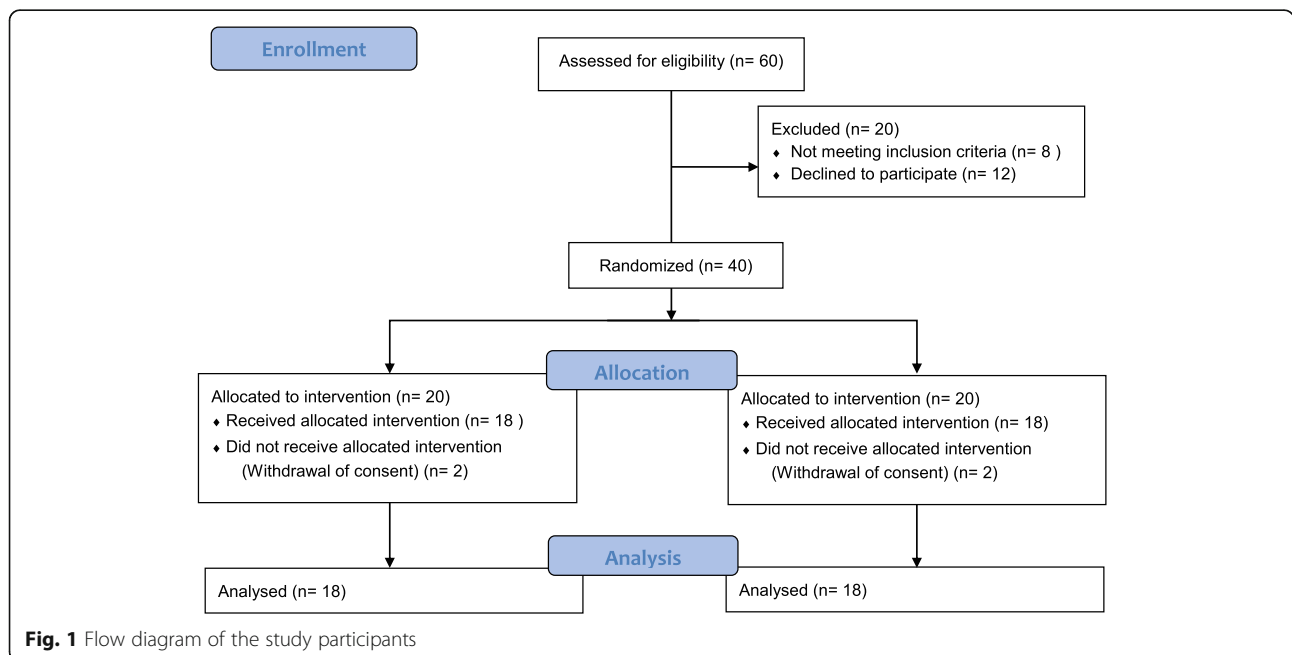 Enrollment
Assessed for eligibility (n= 60)
Excluded (n= 20)
♦ Not meeting inclusion criteria (n= 8 )
♦ Declined to participate (n= 12)
Randomized (n= 40)
Allocation
Allocated to intervention (n= 20)
♦ Received allocated intervention (n= 18 )
♦ Did not receive allocated intervention
(Withdrawal of consent) (n= 2)
Allocated to intervention (n= 20)
♦ Received allocated intervention (n= 18)
♦ Did not receive allocated intervention
(Withdrawal of consent) (n= 2)
Analysis
Analysed (n= 18)
Analysed (n= 18)
Fig. 1 Flow diagram of the study participants